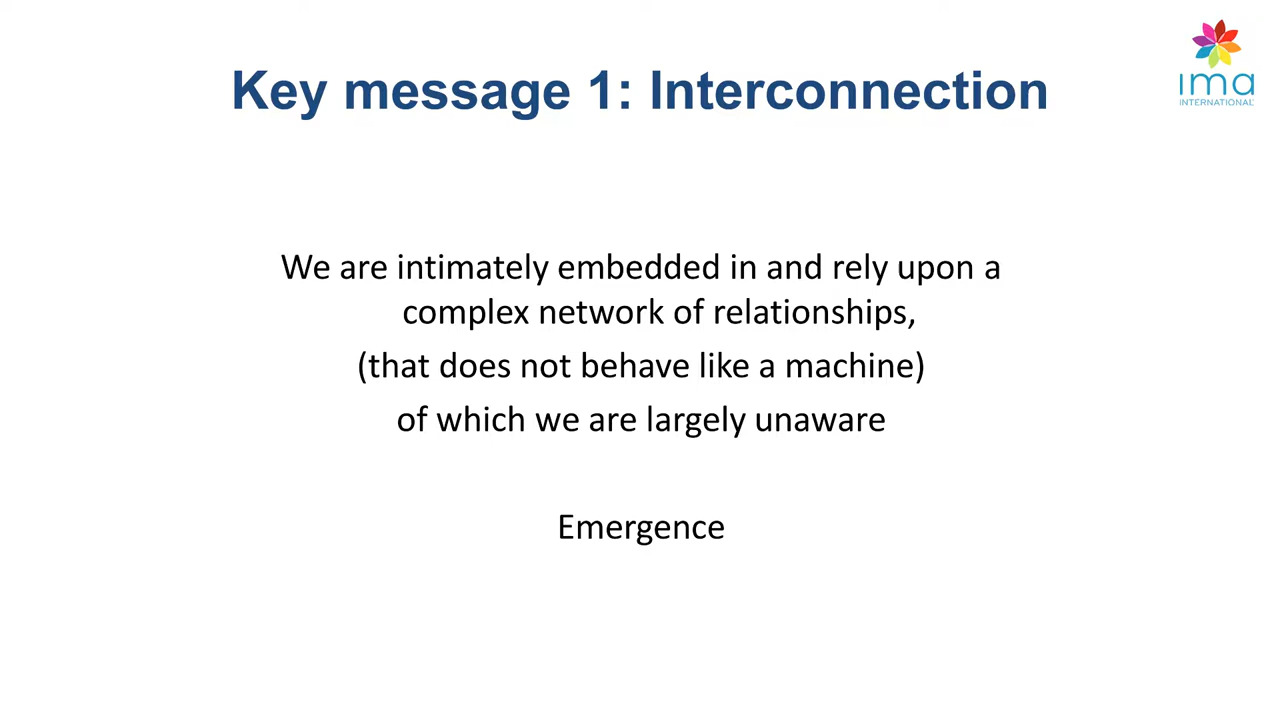 ima
INTERNATIONAL
Key message 1: Interconnection
We are intimately embedded in and rely upon a
complex network of relationships,
(that does not behave like a machine)
of which we are largely unaware
Emergence